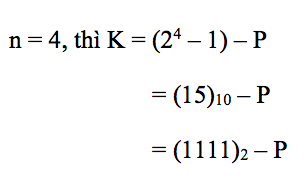 n = 4, thì K = (2⁴ – 1) – P
= (15)₁₀ – P
= (1111)₂ – P